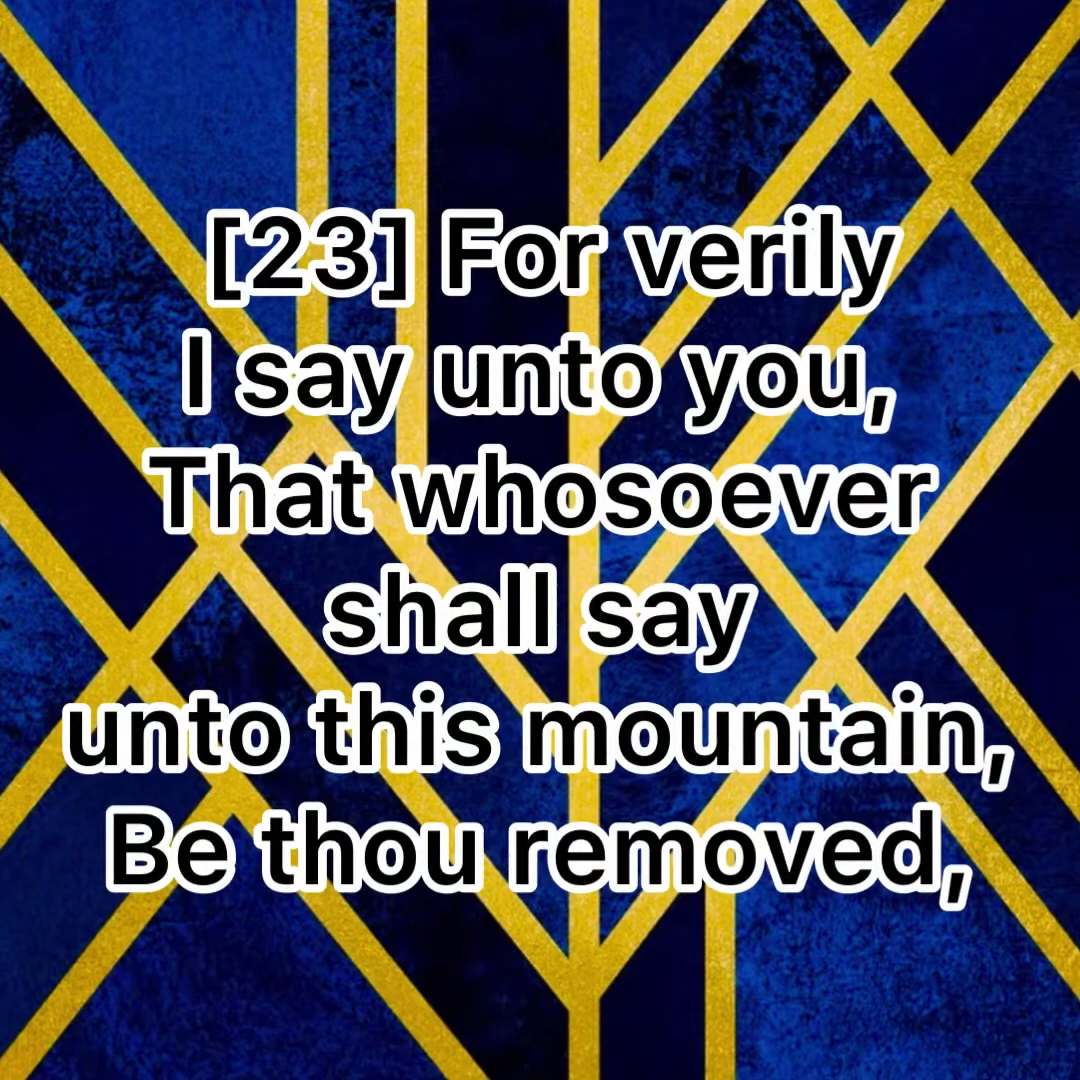 [23] For verily
I say unto you,
That whosoever
shall say
unto this mountain,
Be thou removed,